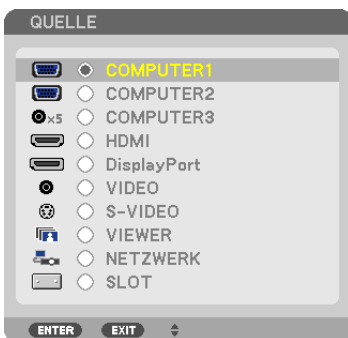 QUELLE
COMPUTER1
COMPUTER2
×5 COMPUTER3
HDMI
DisplayPort
VIDEO
S-VIDEO
VIEWER
NETZWERK
SLOT
ENTER EXIT